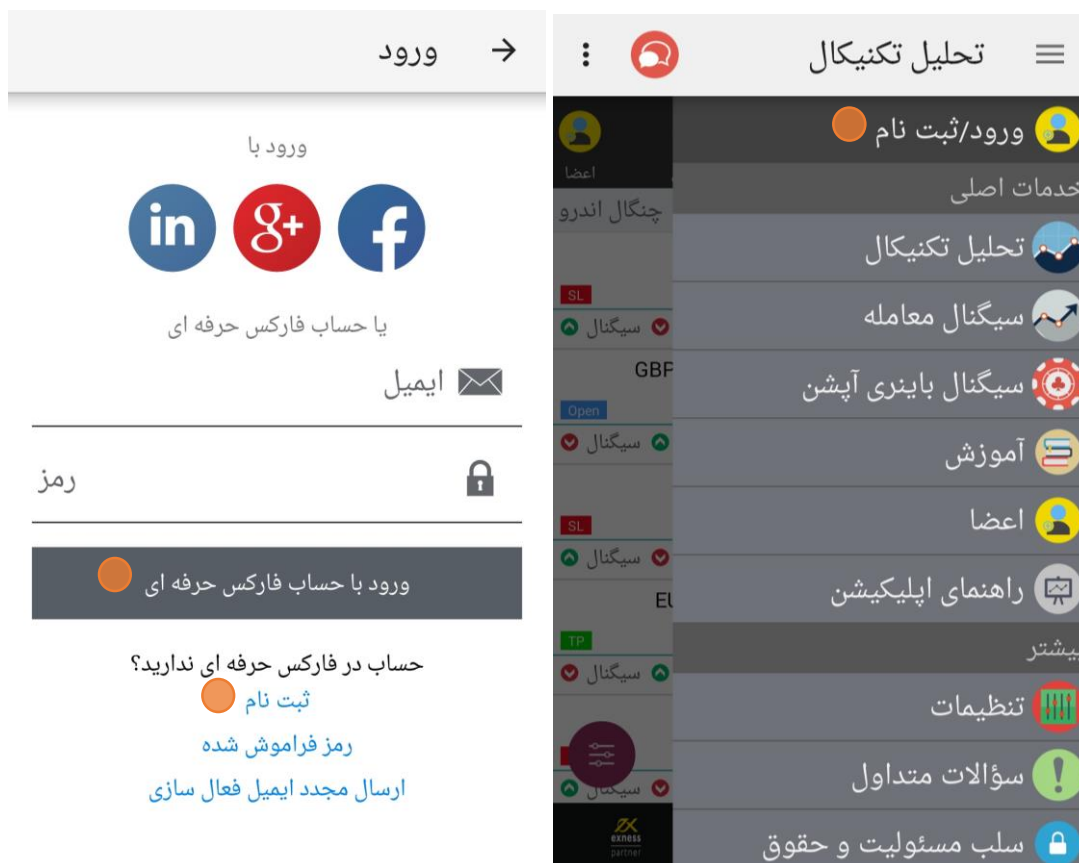 تحلیل تکنیکال
ورود/ثبت نام
خدمات اصلی
تحلیل تکنیکال
سیگنال معامله
سیگنال باینری آپشن
آموزش
اعضا
راهنمای اپلیکیشن
بیشتر
تنظیمات
سؤالات متداول
سلب مسئولیت و حقوق
اعضا
چنگال اندرو
SL
سیگنال
GBP
Open
سیگنال
SL
سیگنال
EU
TP
سیگنال
سیگنال
exness
partner
ورود
ورود با
in
g+
f
یا حساب فارکس حرفه ای
ایمیل
رمز
ورود با حساب فارکس حرفه ای
حساب در فارکس حرفه ای ندارید؟
ثبت نام
رمز فراموش شده
ارسال مجدد ایمیل فعال سازی